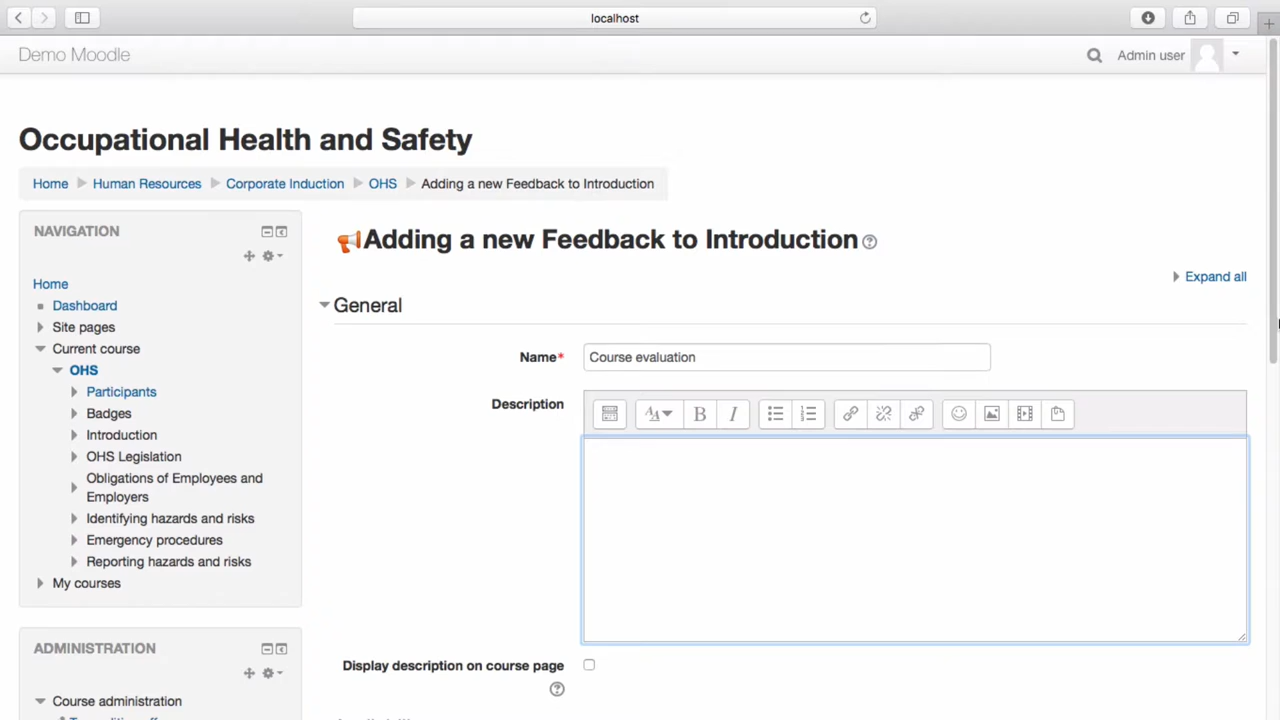 localhost
Demo Moodle
Admin user
Occupational Health and Safety
Home Human Resources Corporate Induction OHS Adding a new Feedback to Introduction
NAVIGATION
Home
Dashboard
Site pages
Current course
OHS
Participants
Badges
Introduction
OHS Legislation
Obligations of Employees and
Employers
Identifying hazards and risks
Emergency procedures
Reporting hazards and risks
My courses
ADMINISTRATION
Course administration
Adding a new Feedback to Introduction
Expand all
General
Name*
Course evaluation
Description
Display description on course page